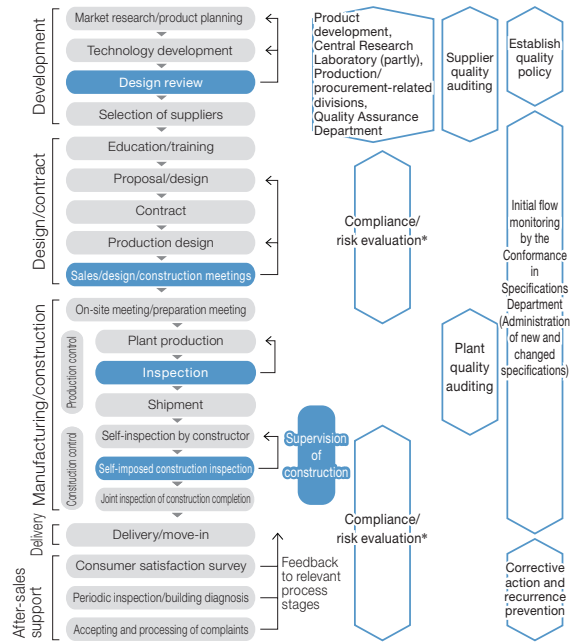 Development
Market research/product planning
Technology development
Design review
Selection of suppliers
Design/contract
Education/training
Proposal/design
Contract
Production design
Sales/design/construction meetings
Manufacturing/construction
On-site meeting/preparation meeting
Production control
Plant production
Inspection
Shipment
Construction control
Self-inspection by constructor
Self-imposed construction inspection
Joint inspection of construction completion
Supervision
of
construction
Delivery
Delivery/move-in
After-sales
support
Consumer satisfaction survey
Periodic inspection/building diagnosis
Accepting and processing of complaints
Feedback
to relevant
process
stages
Product
development,
Central Research
Laboratory (partly),
Production/
procurement-related
divisions,
Quality Assurance
Department
Compliance/
risk evaluation*
Compliance/
risk evaluation*
Supplier
quality
auditing
Plant
quality
auditing
Establish
quality
policy
Initial flow
monitoring
by the
Conformance
in
Specifications
Department
(Administration
of new and
changed
specifications)
Corrective
action and
recurrence
prevention